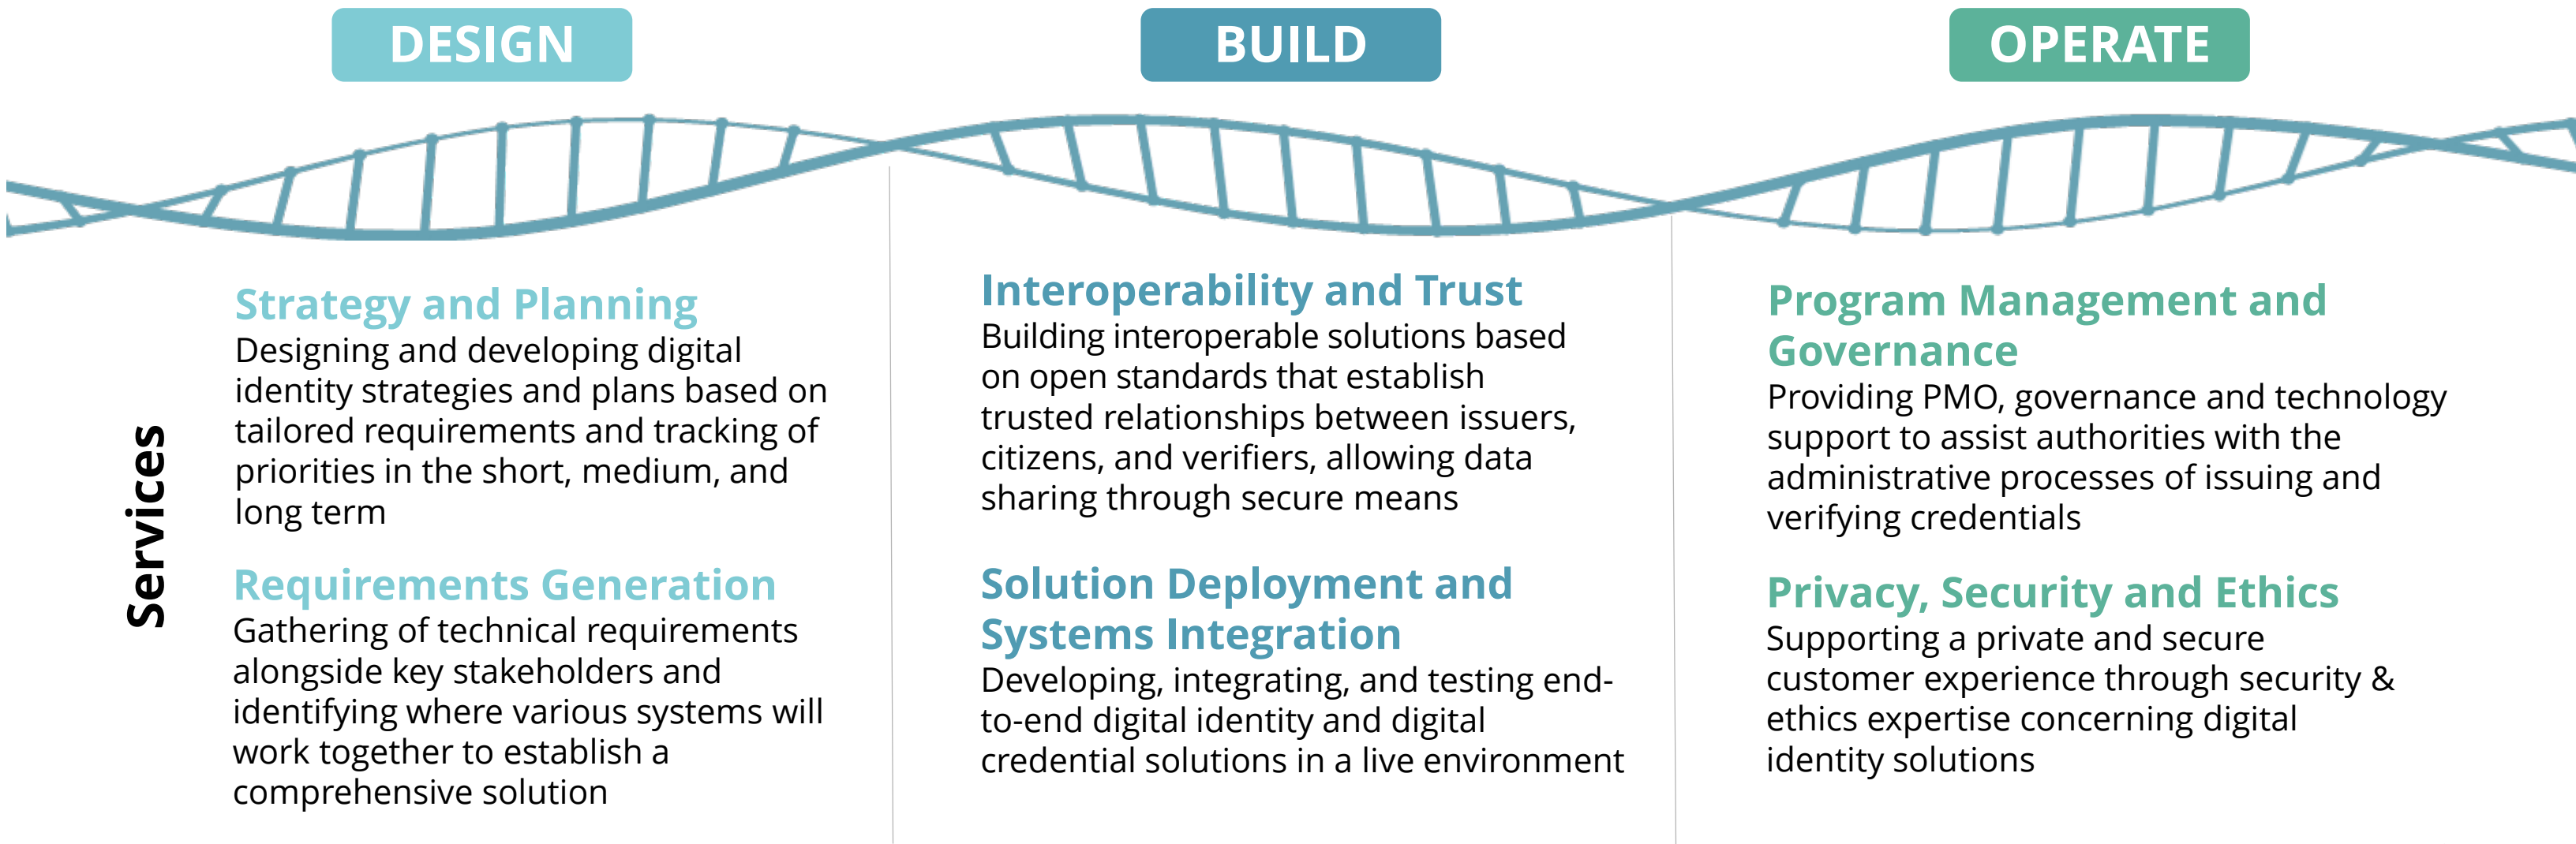 DESIGN
BUILD
OPERATE
Services
Strategy and Planning
Designing and developing digital
identity strategies and plans based on
tailored requirements and tracking of
priorities in the short, medium, and
long term
Requirements Generation
Gathering of technical requirements
alongside key stakeholders and
identifying where various systems will
work together to establish a
comprehensive solution
Interoperability and Trust
Building interoperable solutions based
on open standards that establish
trusted relationships between issuers,
citizens, and verifiers, allowing data
sharing through secure means
Solution Deployment and
Systems Integration
Developing, integrating, and testing end-
to-end digital identity and digital
credential solutions in a live environment
Program Management and
Governance
Providing PMO, governance and technology
support to assist authorities with the
administrative processes of issuing and
verifying credentials
Privacy, Security and Ethics
Supporting a private and secure
customer experience through security &
ethics expertise concerning digital
identity solutions